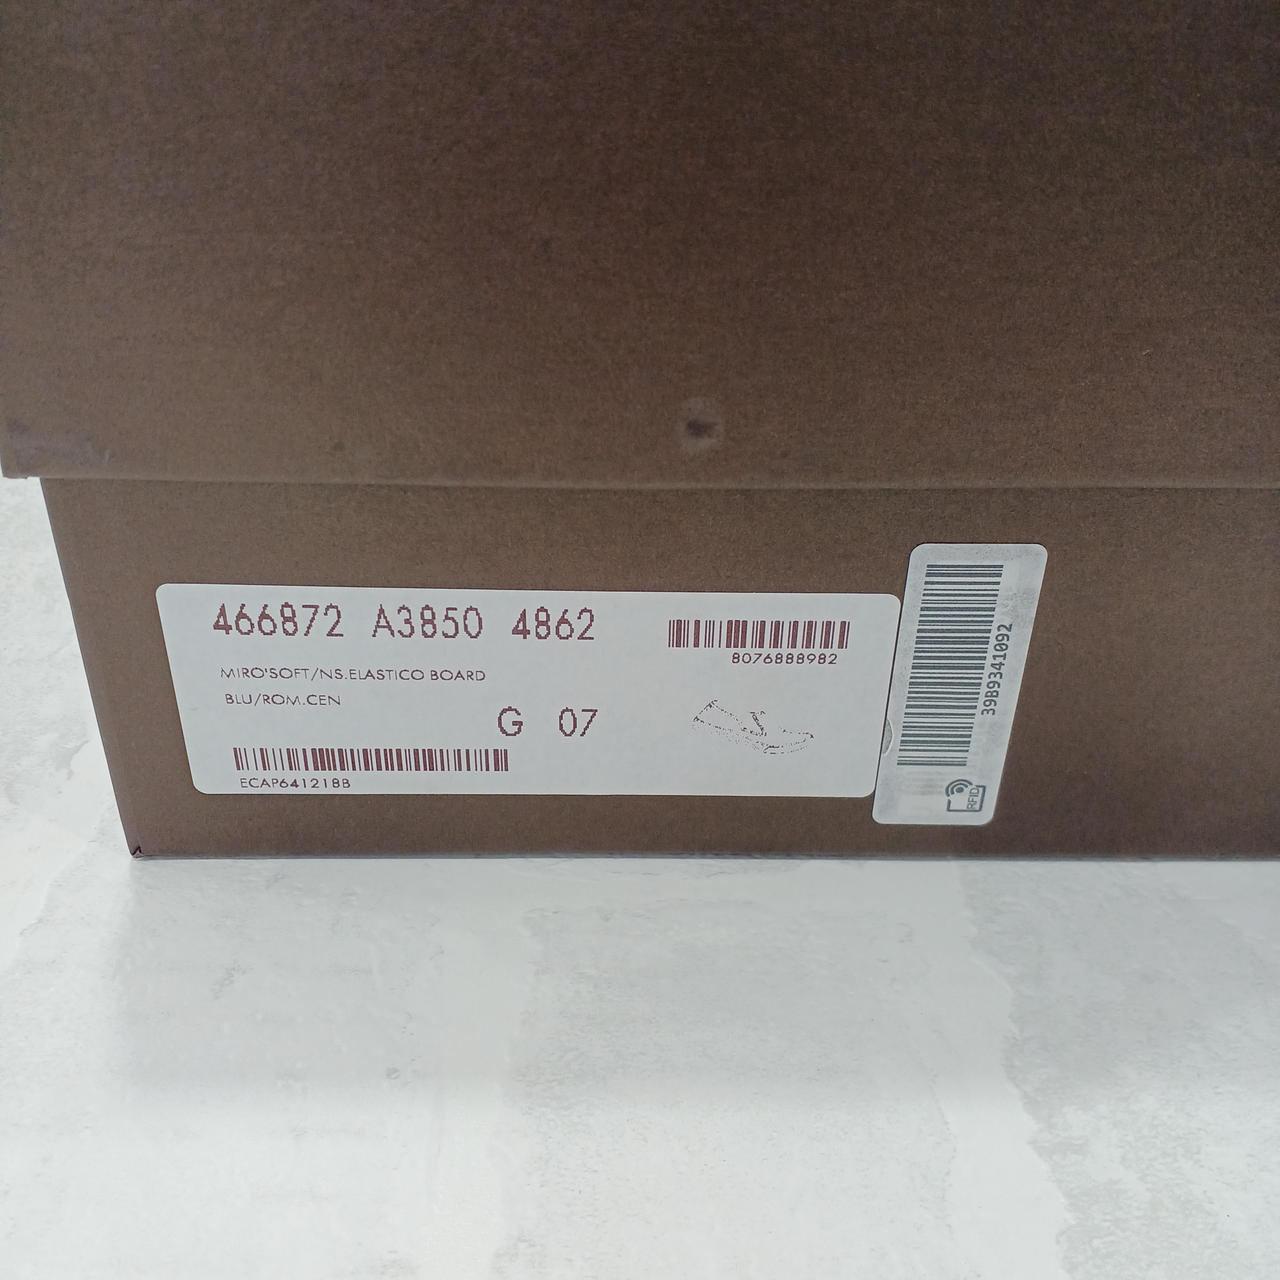 466872 A3850 4862
8076888982
MIRO'SOFT/NS.ELASTICO BOARD
BLU/ROM.CEN
G 07
ECAP641218B
39B9341092
RFID